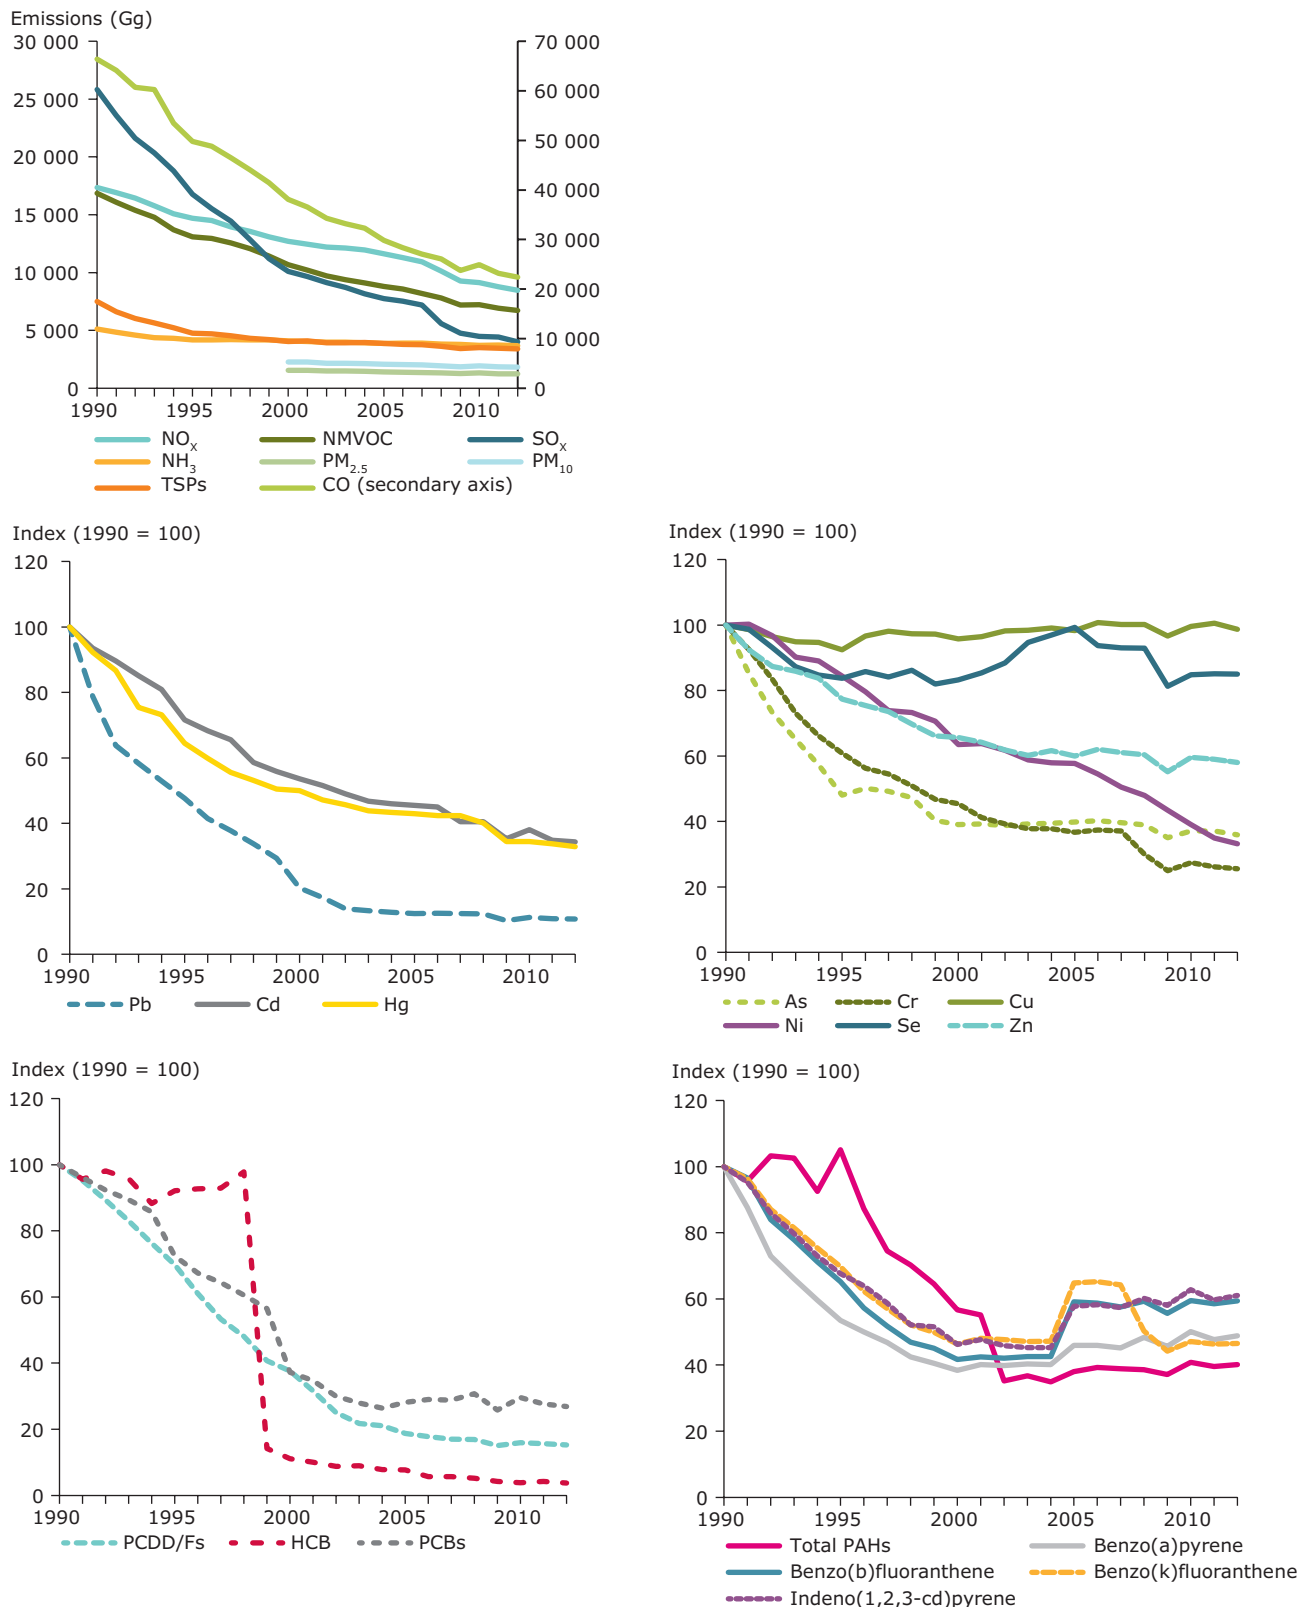 Emissions (Gg)
30 000 70 000
25 000 60 000
20 000 50 000
15 000 40 000
10 000 30 000
5 000 20 000
0 10 000
0
1990 1995 2000 2005 2010
NOX NMVOC SOX
NH3 PM2.5 PM10
TSPs CO (secondary axis)
Index (1990 = 100)
120
100
80
60
40
20
0
1990 1995 2000 2005 2010
Pb Cd Hg
Index (1990 = 100)
120
100
80
60
40
20
0
1990 1995 2000 2005 2010
As Cr Cu
Ni Se Zn
Index (1990 = 100)
120
100
80
60
40
20
0
1990 1995 2000 2005 2010
PCDD/Fs HCB PCBs
Index (1990 = 100)
120
100
80
60
40
20
0
1990 1995 2000 2005 2010
Total PAHs Benzo(a)pyrene
Benzo(b)fluoranthene Benzo(k)fluoranthene
Indeno(1,2,3-cd)pyrene